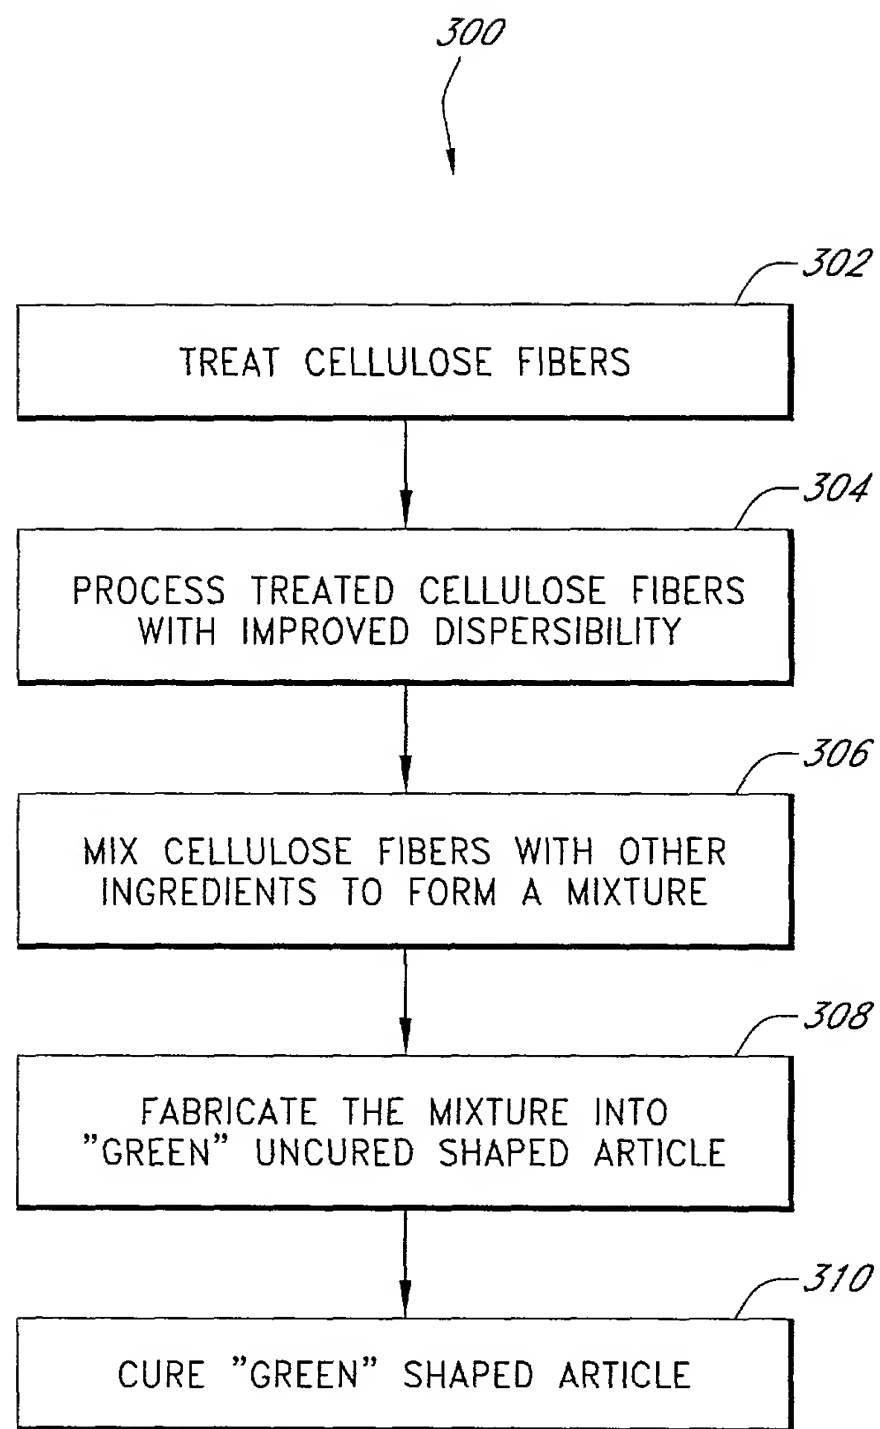 300
302
TREAT CELLULOSE FIBERS
304
PROCESS TREATED CELLULOSE FIBERS
WITH IMPROVED DISPERSIBILITY
306
MIX CELLULOSE FIBERS WITH OTHER
INGREDIENTS TO FORM A MIXTURE
308
FABRICATE THE MIXTURE INTO
”GREEN” UNCURED SHAPED ARTICLE
310
CURE ”GREEN” SHAPED ARTICLE